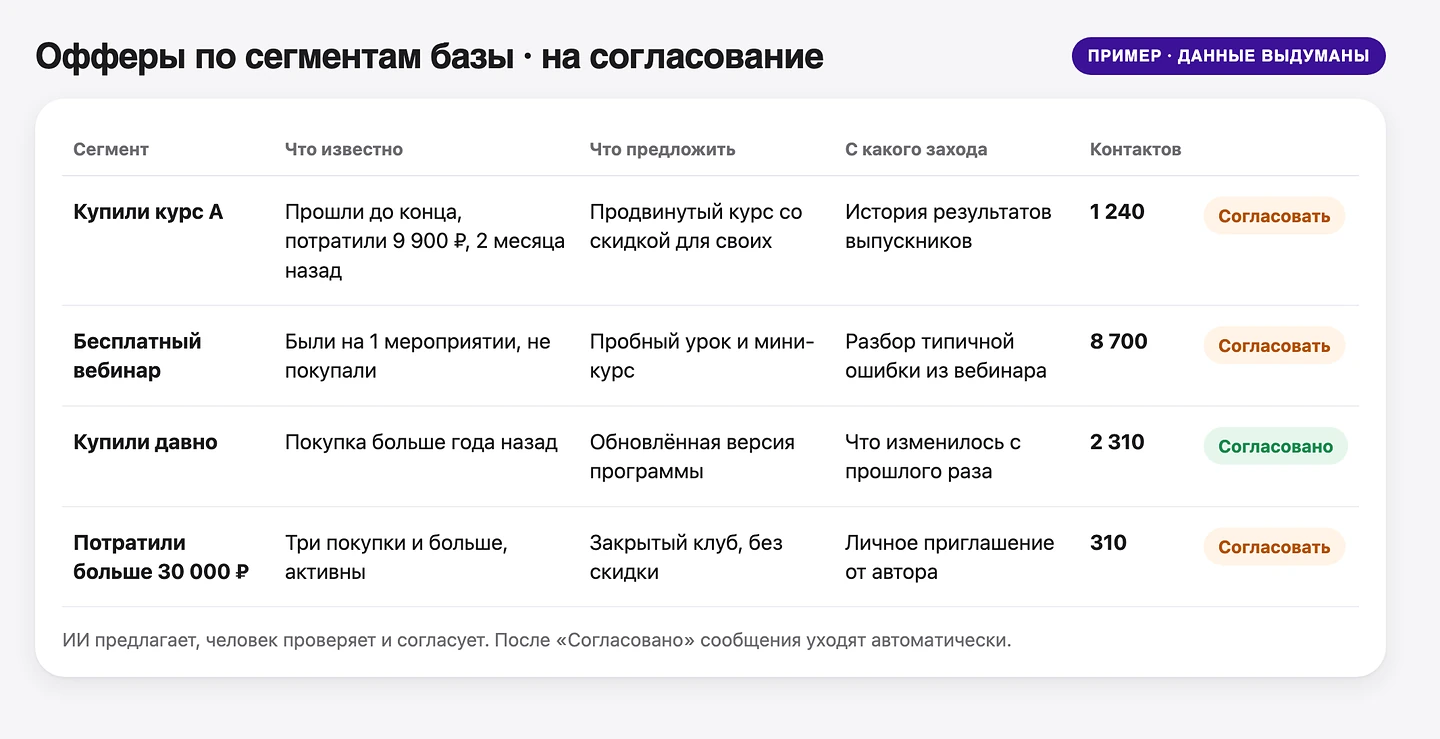 Офферы по сегментам базы · на согласование
ПРИМЕР · ДАННЫЕ ВЫДУМАНЫ
Сегмент
Что известно
Что предложить
С какого захода
Контактов
Купили курс А
Прошли до конца,
потратили 9 900 ₽, 2 месяца
назад
Продвинутый курс со
скидкой для своих
История результатов
выпускников
1 240
Согласовать
Бесплатный
вебинар
Были на 1 мероприятии, не
покупали
Пробный урок и мини-
курс
Разбор типичной
ошибки из вебинара
8 700
Согласовать
Купили давно
Покупка больше года назад
Обновлённая версия
программы
Что изменилось с
прошлого раза
2 310
Согласовано
Потратили
больше 30 000 ₽
Три покупки и больше,
активны
Закрытый клуб, без
скидки
Личное приглашение
от автора
310
Согласовать
ИИ предлагает, человек проверяет и согласует. После «Согласовано» сообщения уходят автоматически.